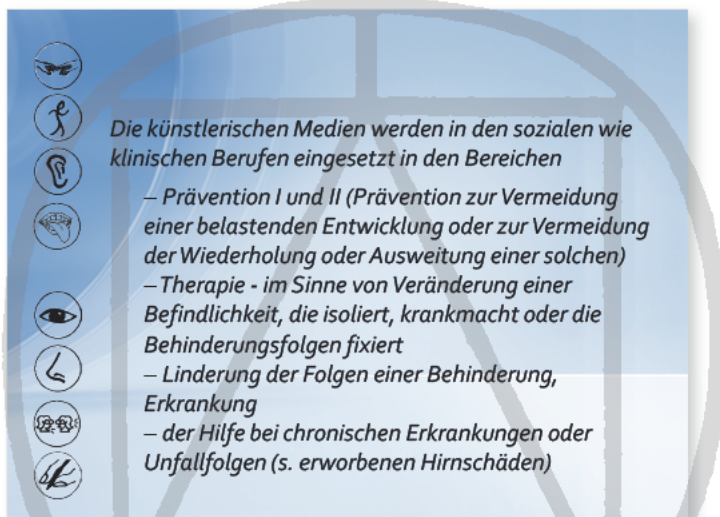 Die künstlerischen Medien werden in den sozialen wie
klinischen Berufen eingesetzt in den Bereichen
– Prävention I und II (Prävention zur Vermeidung
einer belastenden Entwicklung oder zur Vermeidung
der Wiederholung oder Ausweitung einer solchen)
– Therapie - im Sinne von Veränderung einer
Befindlichkeit, die isoliert, krankmacht oder die
Behinderungsfolgen fixiert
– Linderung der Folgen einer Behinderung,
Erkrankung
– der Hilfe bei chronischen Erkrankungen oder
Unfallfolgen (s. erworbenen Hirnschäden)